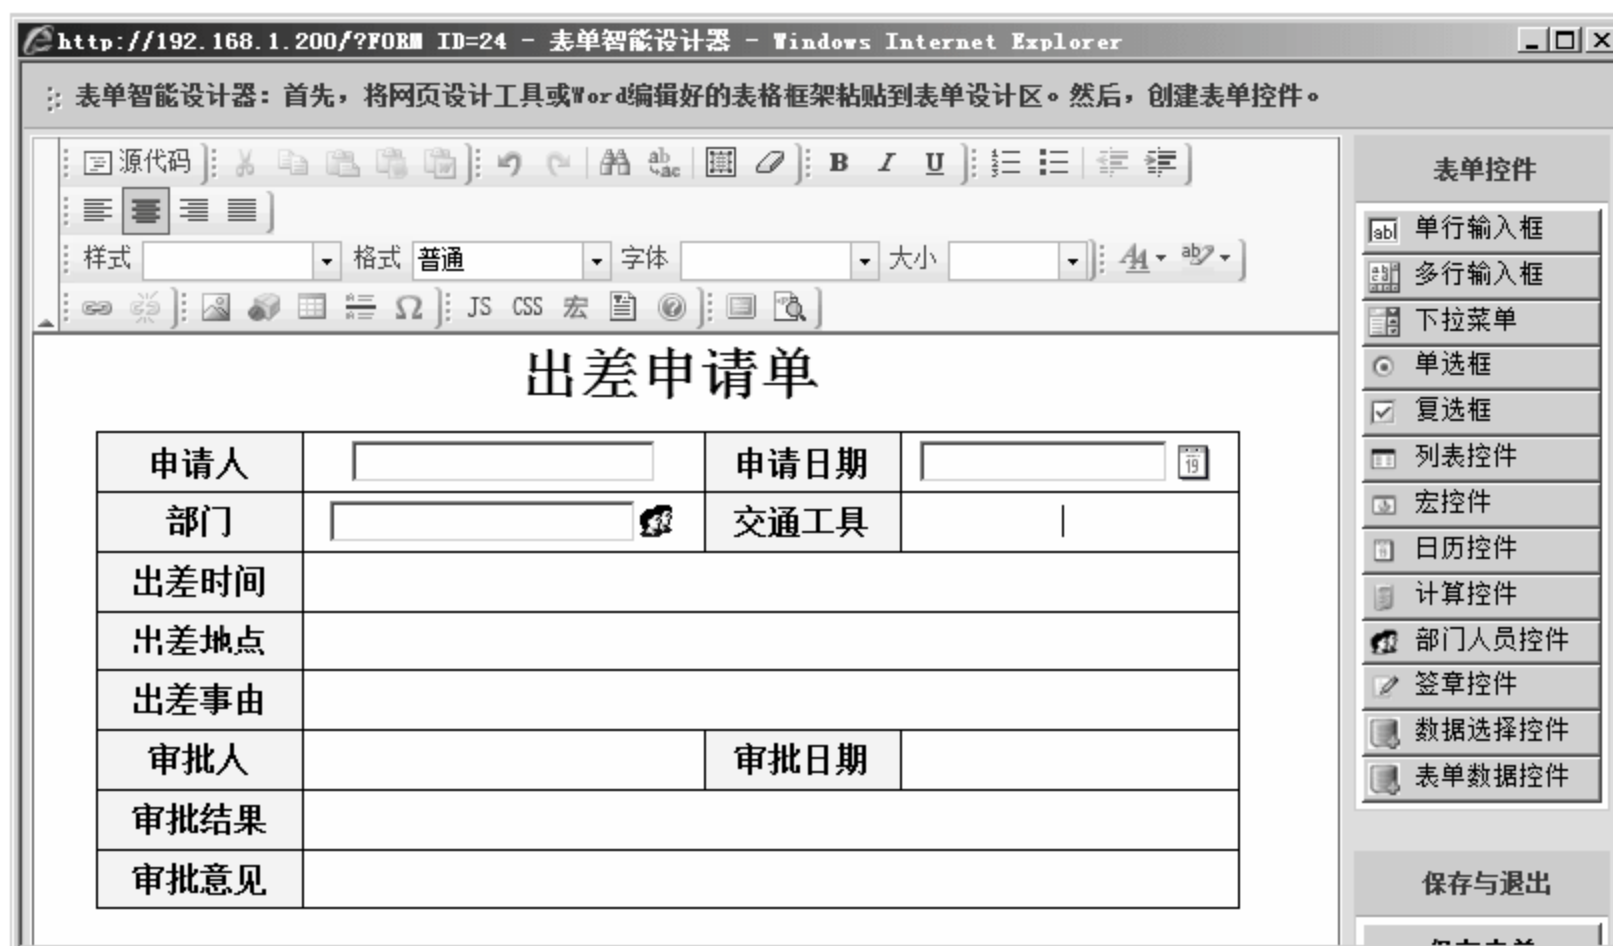 http://192.168.1.200/?FORM ID=24 - 表单智能设计器 - Windows Internet Explorer
表单智能设计器：首先，将网页设计工具或Word编辑好的表格框架粘贴到表单设计区。然后，创建表单控件。
源代码 B I U
样式 格式 普通 字体 大小
JS CSS 宏
出差申请单
申请人 申请日期 19
部门 交通工具
出差时间
出差地点
出差事由
审批人 审批日期
审批结果
审批意见
表单控件
单行输入框
多行输入框
下拉菜单
单选框
复选框
列表控件
宏控件
日历控件
计算控件
部门人员控件
签章控件
数据选择控件
表单数据控件
保存与退出